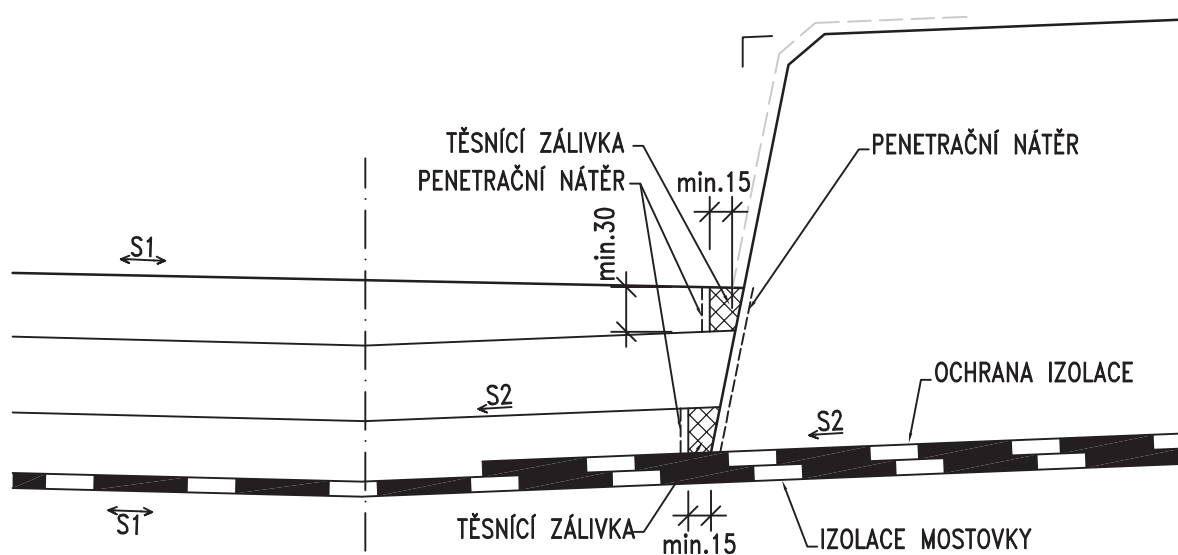 TĚSNÍCÍ ZÁLIVKA
PENETRAČNÍ NÁTĚR
PENETRAČNÍ NÁTĚR
min.15
min.30
S1
S2
OCHRANA IZOLACE
S2
S1
TĚSNÍCÍ ZÁLIVKA
min.15
IZOLACE MOSTOVKY